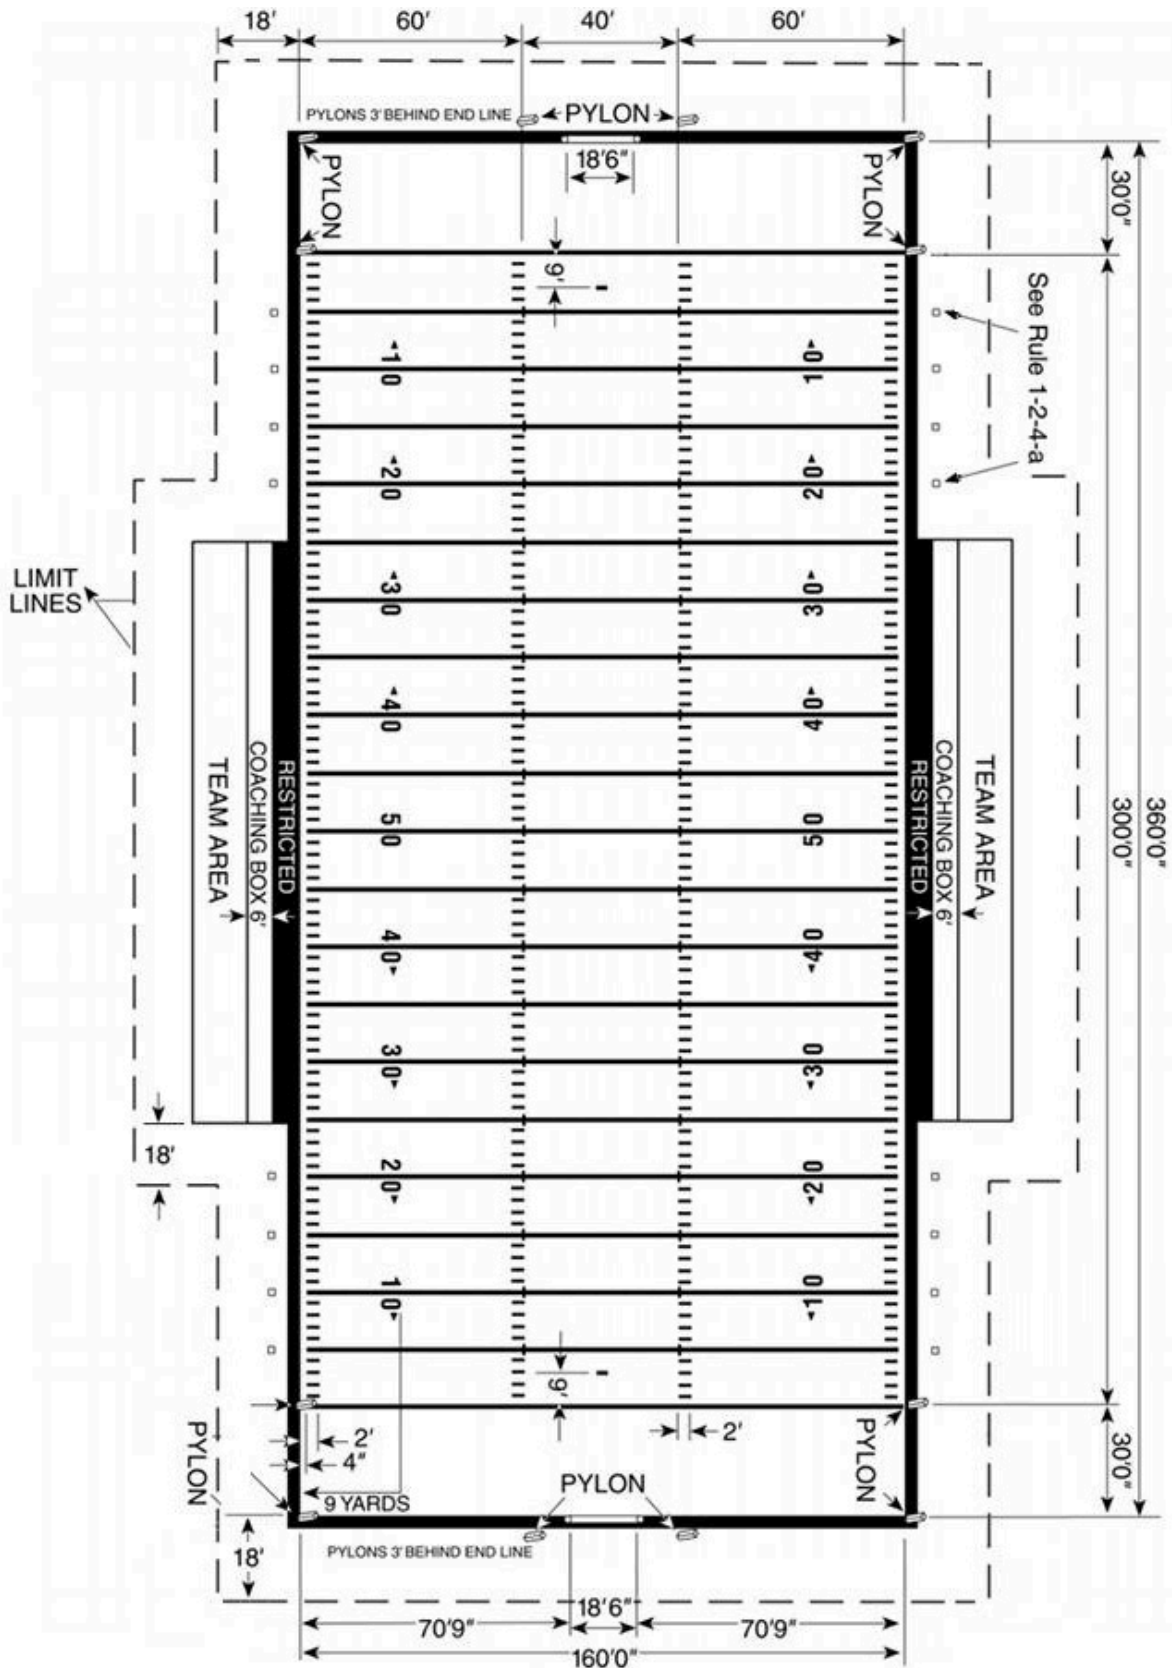 18' 60' 40' 60'
PYLONS 3' BEHIND END LINE PYLON
18'6"
PYLON PYLON
30'0"
9'
See Rule 1-2-4-a
10 10
20 20
30 30
LIMIT
LINES
40 40
TEAM AREA
COACHING BOX 6'
RESTRICTED
50 50
RESTRICTED
COACHING BOX 6'
TEAM AREA
300'0"
360'0"
40 40
30 30
18'
20 20
10 10
9'
PYLON
2'
4"
9 YARDS
2'
PYLON
PYLON
30'0"
18'
PYLONS 3' BEHIND END LINE
18'6"
70'9" 70'9"
160'0"